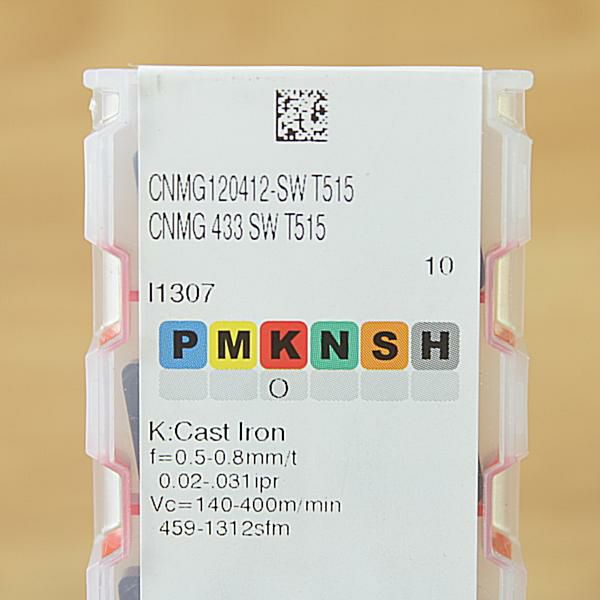 CNMG120412-SW T515
CNMG 433 SW T515
10
I1307
P M K N S H
O
K:Cast Iron
f=0.5-0.8mm/t
0.02-.031ipr
Vc=140-400m/min
459-1312sfm